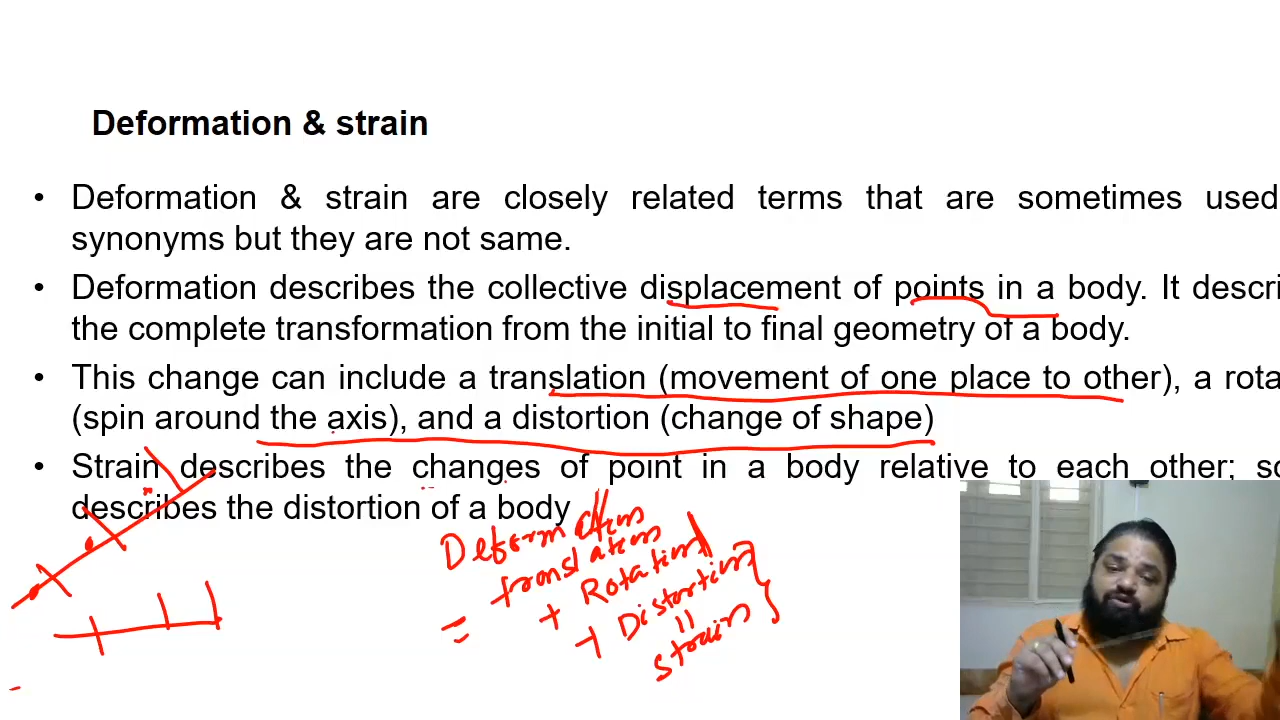 Deformation & strain
• Deformation & strain are closely related terms that are sometimes used
synonyms but they are not same.
• Deformation describes the collective displacement of points in a body. It descri
the complete transformation from the initial to final geometry of a body.
• This change can include a translation (movement of one place to other), a rota
(spin around the axis), and a distortion (change of shape)
• Strain describes the changes of point in a body relative to each other; so
describes the distortion of a body
Deformation
= translation
+ Rotation
+ Distortion
=
strain